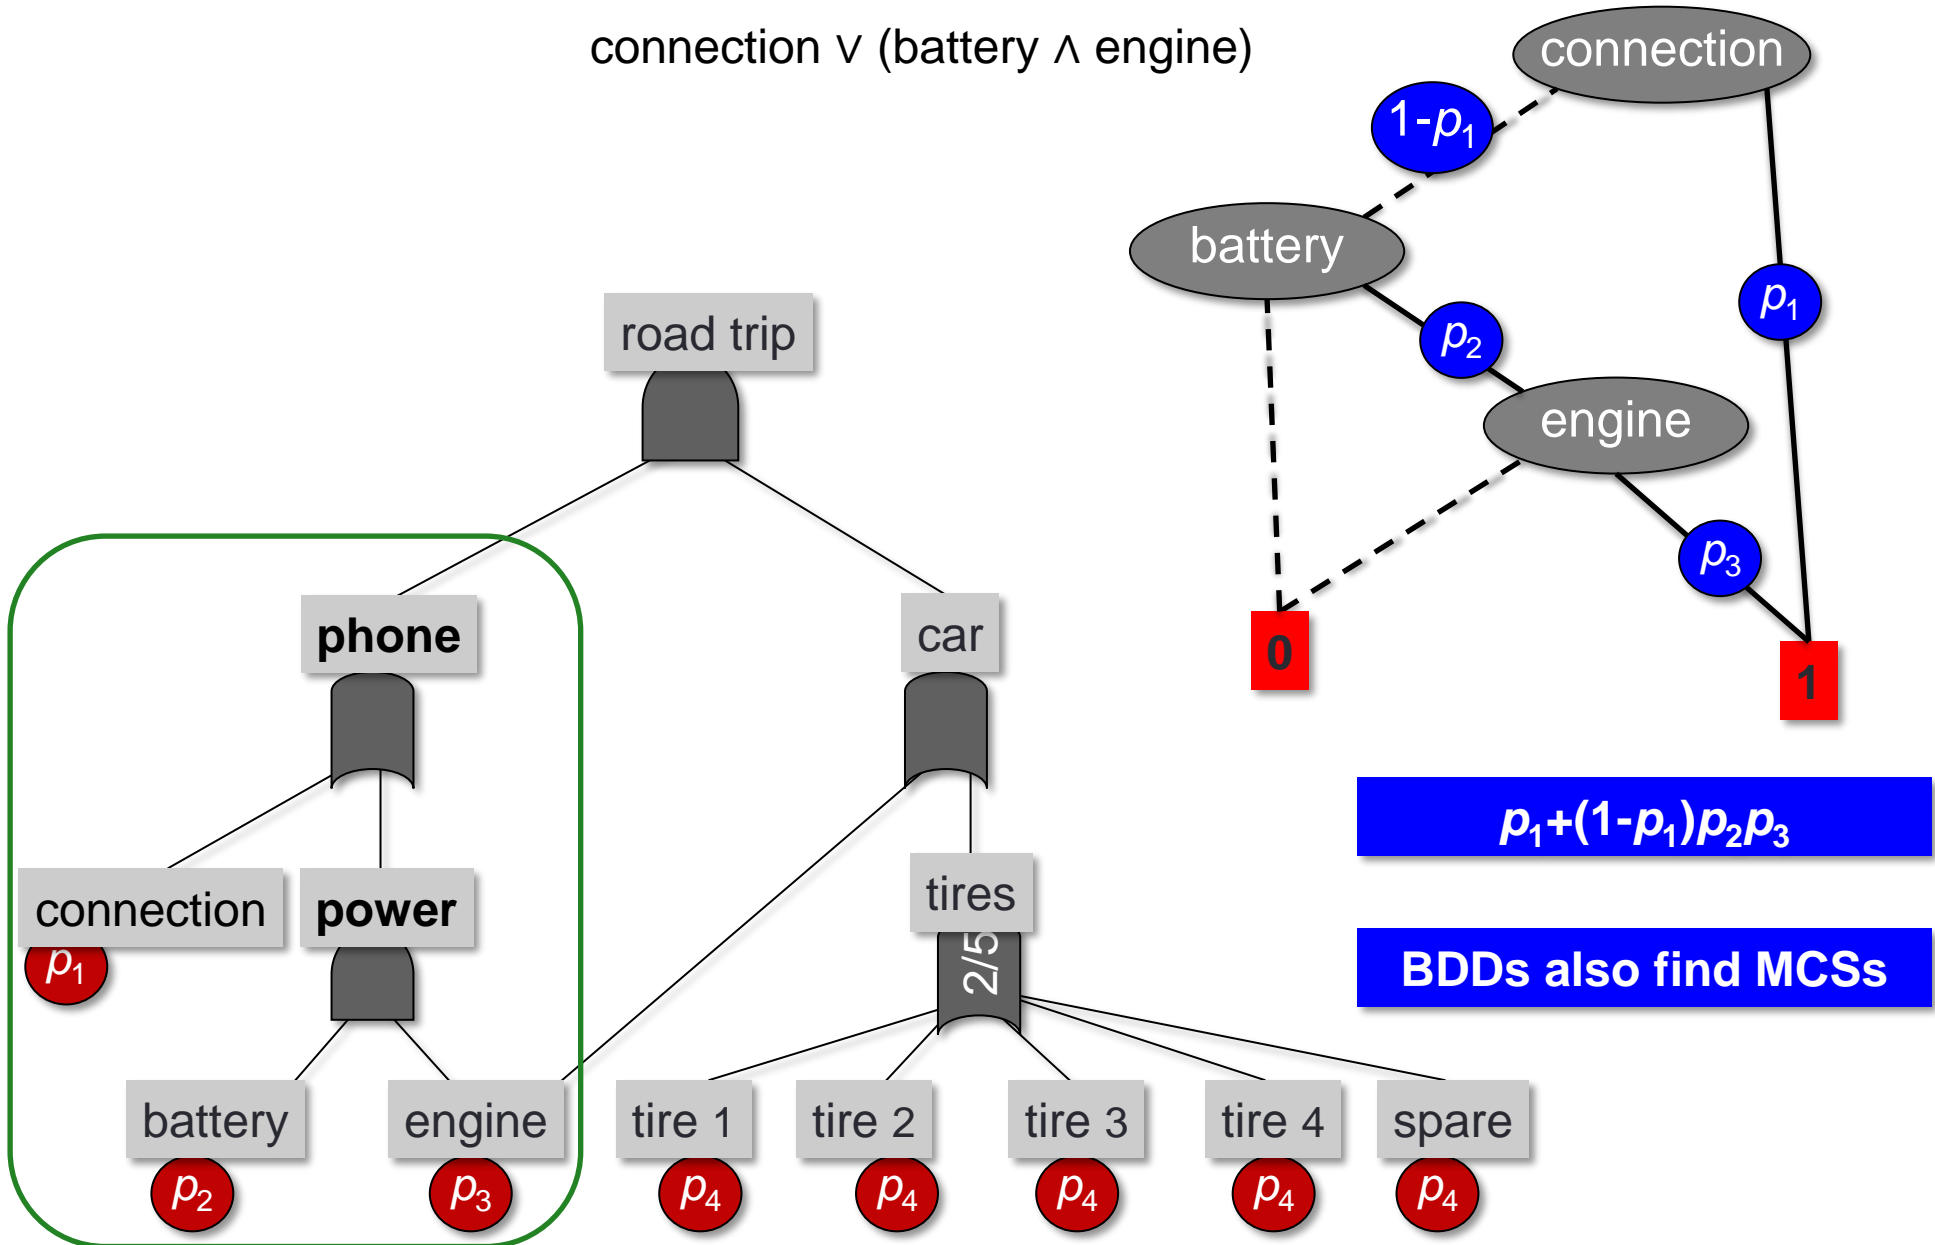 connection ∨ (battery ∧ engine)
connection
1-p₁
battery
p₁
road trip
p₂
engine
p₃
phone
car
0
1
p₁+(1-p₁)p₂p₃
connection
power
tires
2/5
p₁
BDDs also find MCSs
battery
engine
tire 1
tire 2
tire 3
tire 4
spare
p₂
p₃
p₄
p₄
p₄
p₄
p₄